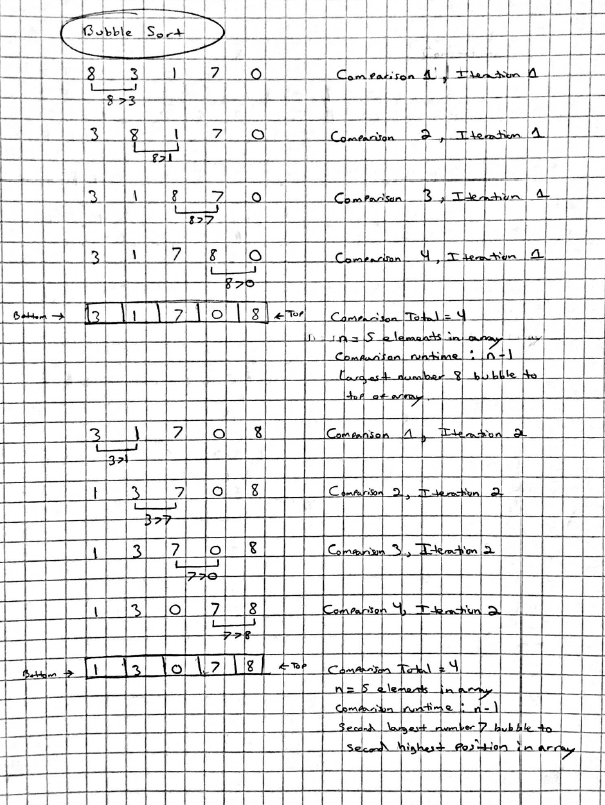 Bubble Sort
8 3 1 7 0 Comparison 1, Iteration 1
8>3
3 8 1 7 0 Comparison 2, Iteration 1
8>1
3 1 8 7 0 Comparison 3, Iteration 1
8>7
3 1 7 8 0 Comparison 4, Iteration 1
8>0
Bottom → 3 1 7 0 8 ← Top Comparison Total = 4
n = 5 elements in array
Comparison runtime : n-1
Largest number 8 bubble to
top of array.
3 1 7 0 8 Comparison 1, Iteration 2
3>1
1 3 7 0 8 Comparison 2, Iteration 2
3>7
1 3 7 0 8 Comparison 3, Iteration 2
7>0
1 3 0 7 8 Comparison 4, Iteration 2
7>8
Bottom → 1 3 0 7 8 ← Top Comparison Total = 4
n = 5 elements in array
Comparison runtime : n-1
Second largest number 7 bubble to
second highest position in array